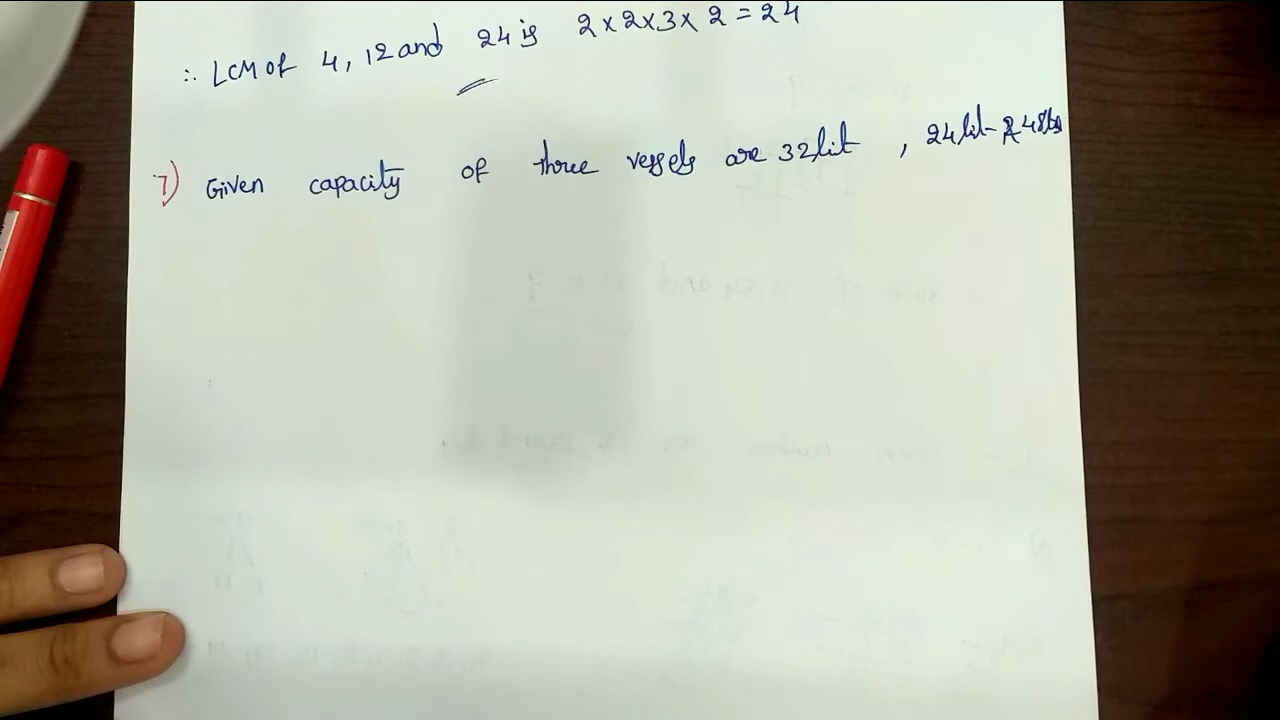 ∴ LCM of 4, 12 and 24 is 2 x 2 x 3 x 2 = 24
7) Given capacity of three vessels are 32 lit , 24 lit